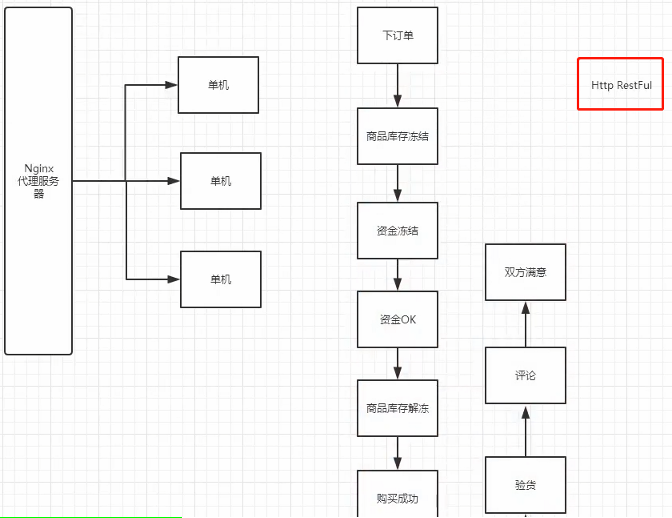 Nginx
代理服务
器
单机
单机
单机
下订单
商品库存冻结
资金冻结
资金OK
商品库存解冻
购买成功
Http RestFul
双方满意
评论
验货